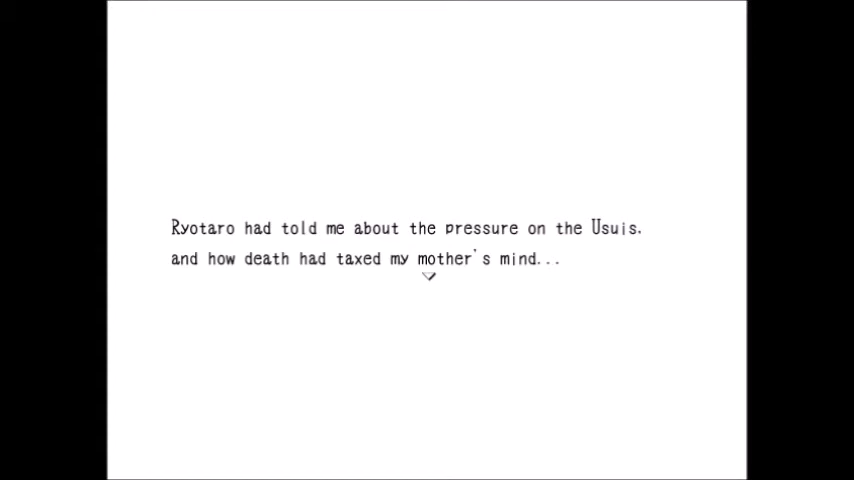 Ryotaro had told me about the pressure on the Usuis,
and how death had taxed my mother's mind...